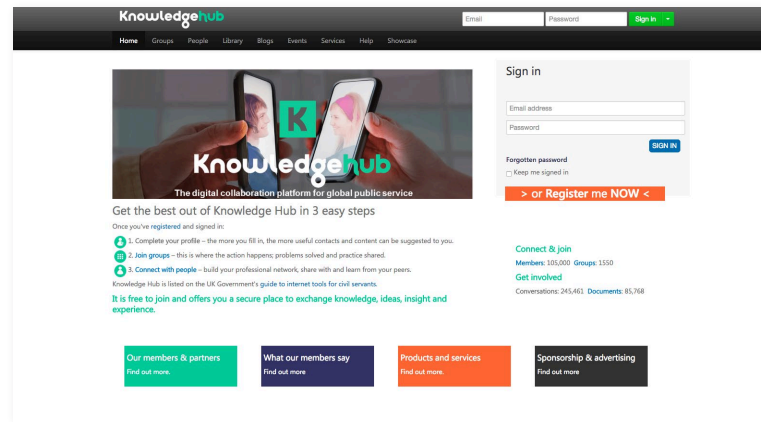 Knowledgehub
Email
Password
Sign in
Home Groups People Library Blogs Events Services Help Showcase
K
Knowledgehub
The digital collaboration platform for global public service
Sign in
Email address
Password
SIGN IN
Forgotten password
Keep me signed in
> or Register me NOW <
Get the best out of Knowledge Hub in 3 easy steps
Once you've registered and signed in:
1. Complete your profile – the more you fill in, the more useful contacts and content can be suggested to you.
2. Join groups – this is where the action happens; problems solved and practice shared.
3. Connect with people – build your professional network, share with and learn from your peers.
Knowledge Hub is listed on the UK Government's guide to internet tools for civil servants.
It is free to join and offers you a secure place to exchange knowledge, ideas, insight and
experience.
Connect & join
Members: 105,000 Groups: 1550
Get involved
Conversations: 245,461 Documents: 85,768
Our members & partners
Find out more.
What our members say
Find out more
Products and services
Find out more.
Sponsorship & advertising
Find out more